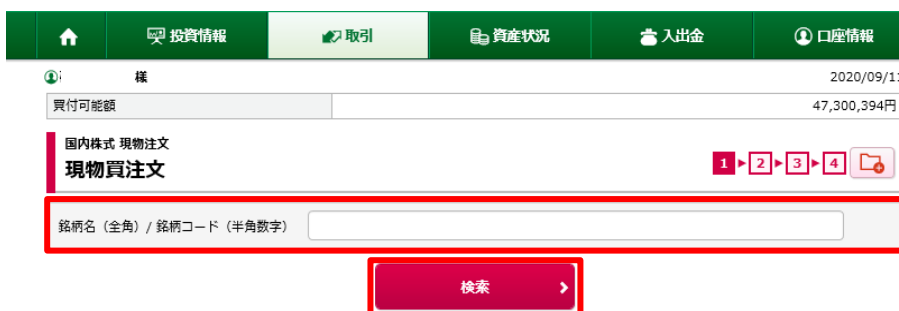 投資情報 取引 資産状況 入出金 口座情報
様
2020/09/11
買付可能額 47,300,394円
国内株式 現物注文
現物買注文
1 2 3 4
銘柄名（全角）/ 銘柄コード（半角数字）
検索